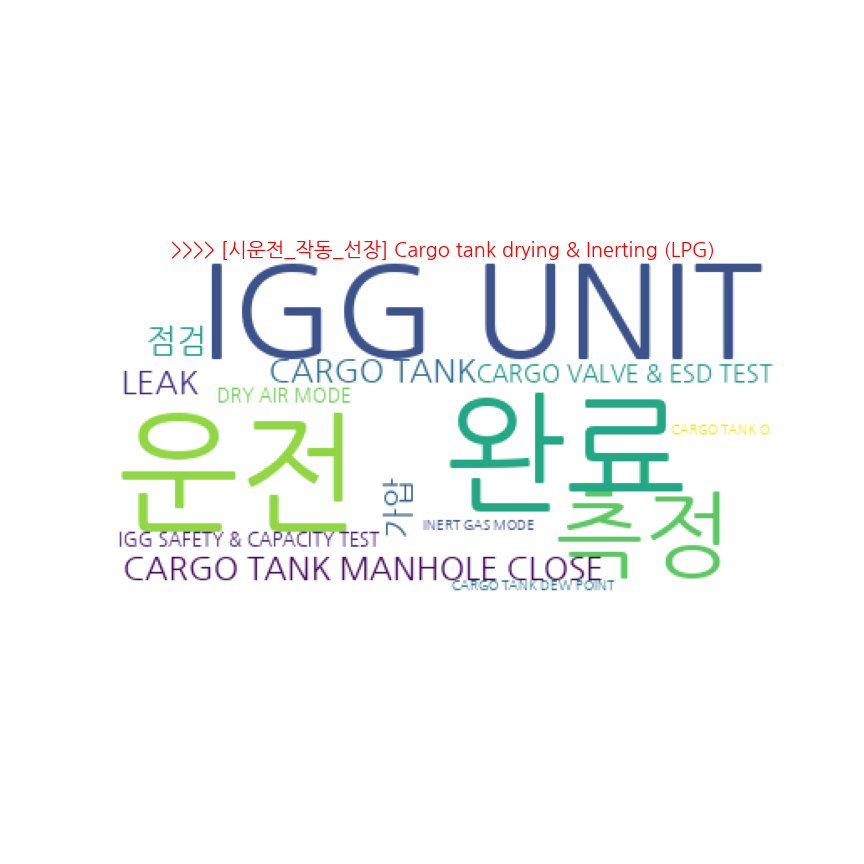 >>>> [시운전_작동_선장] Cargo tank drying & Inerting (LPG)
IGG UNIT
점검
CARGO TANK
CARGO VALVE & ESD TEST
LEAK
DRY AIR MODE
운전
완료
CARGO TANK O
가압
측정
INERT GAS MODE
IGG SAFETY & CAPACITY TEST
CARGO TANK MANHOLE CLOSE
CARGO TANK DEW POINT